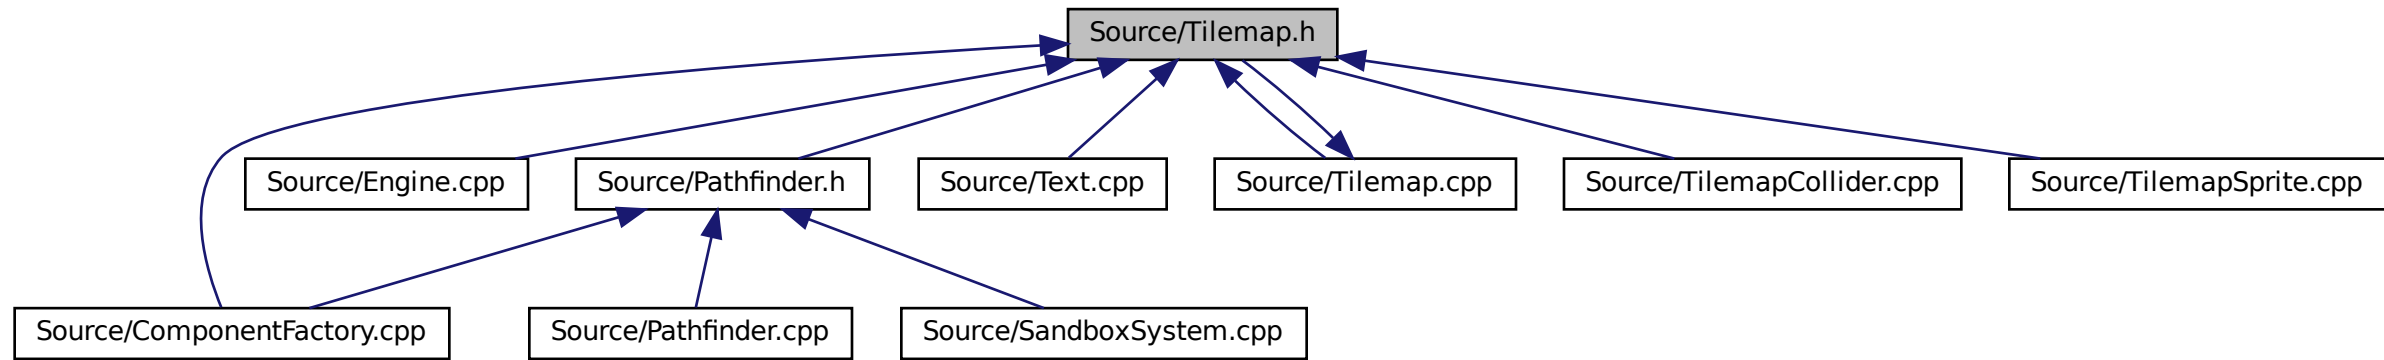 Source/Tilemap.h
Source/Engine.cpp
Source/Pathfinder.h
Source/Text.cpp
Source/Tilemap.cpp
Source/TilemapCollider.cpp
Source/TilemapSprite.cpp
Source/ComponentFactory.cpp
Source/Pathfinder.cpp
Source/SandboxSystem.cpp